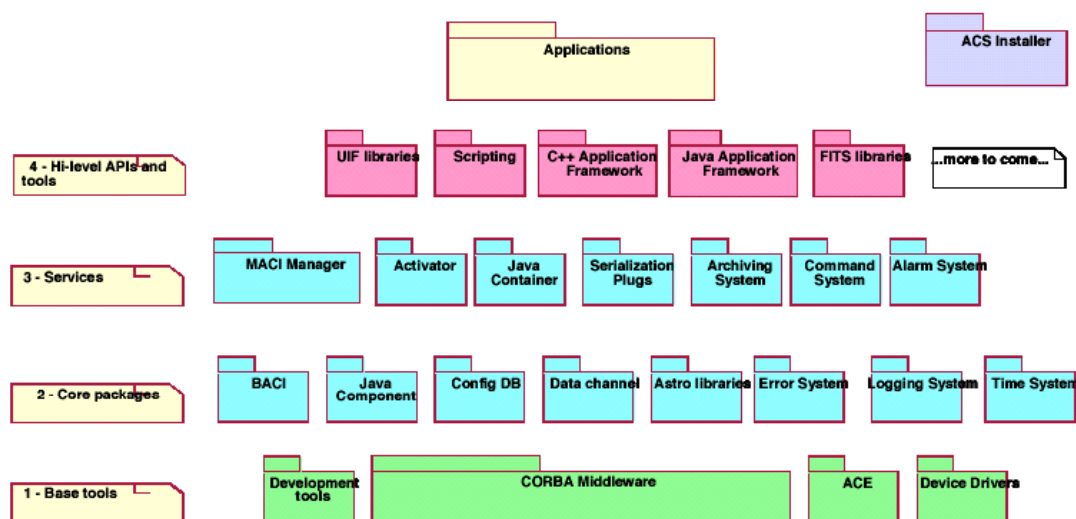 Applications
ACS Installer
4 - Hi-level APIs and
tools
UIF libraries
Scripting
C++ Application
Framework
Java Application
Framework
FITS libraries
...more to come...
3 - Services
MACI Manager
Activator
Java
Container
Serialization
Plugs
Archiving
System
Command
System
Alarm System
2 - Core packages
BACI
Java
Component
Config DB
Data channel
Astro libraries
Error System
Logging System
Time System
1 - Base tools
Development
tools
CORBA Middleware
ACE
Device Drivers